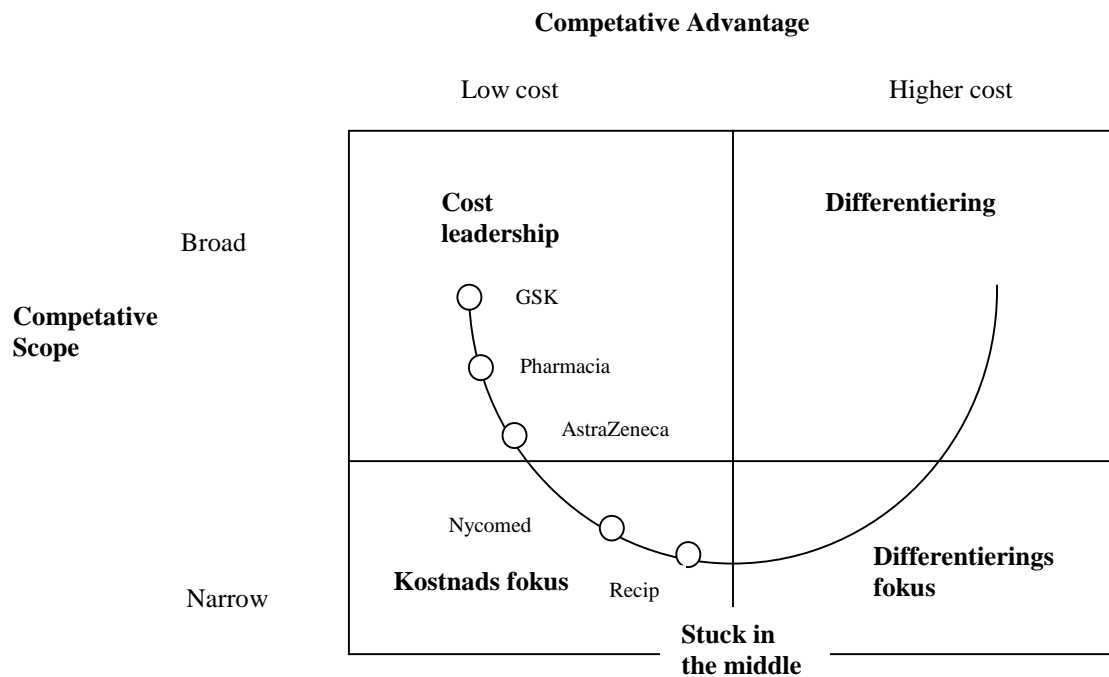 Competative Advantage
Low cost
Higher cost
Cost
leadership
Differentiering
Broad
GSK
Competative
Scope
Pharmacia
AstraZeneca
Nycomed
Differentierings
fokus
Kostnads fokus
Recip
Narrow
Stuck in
the middle